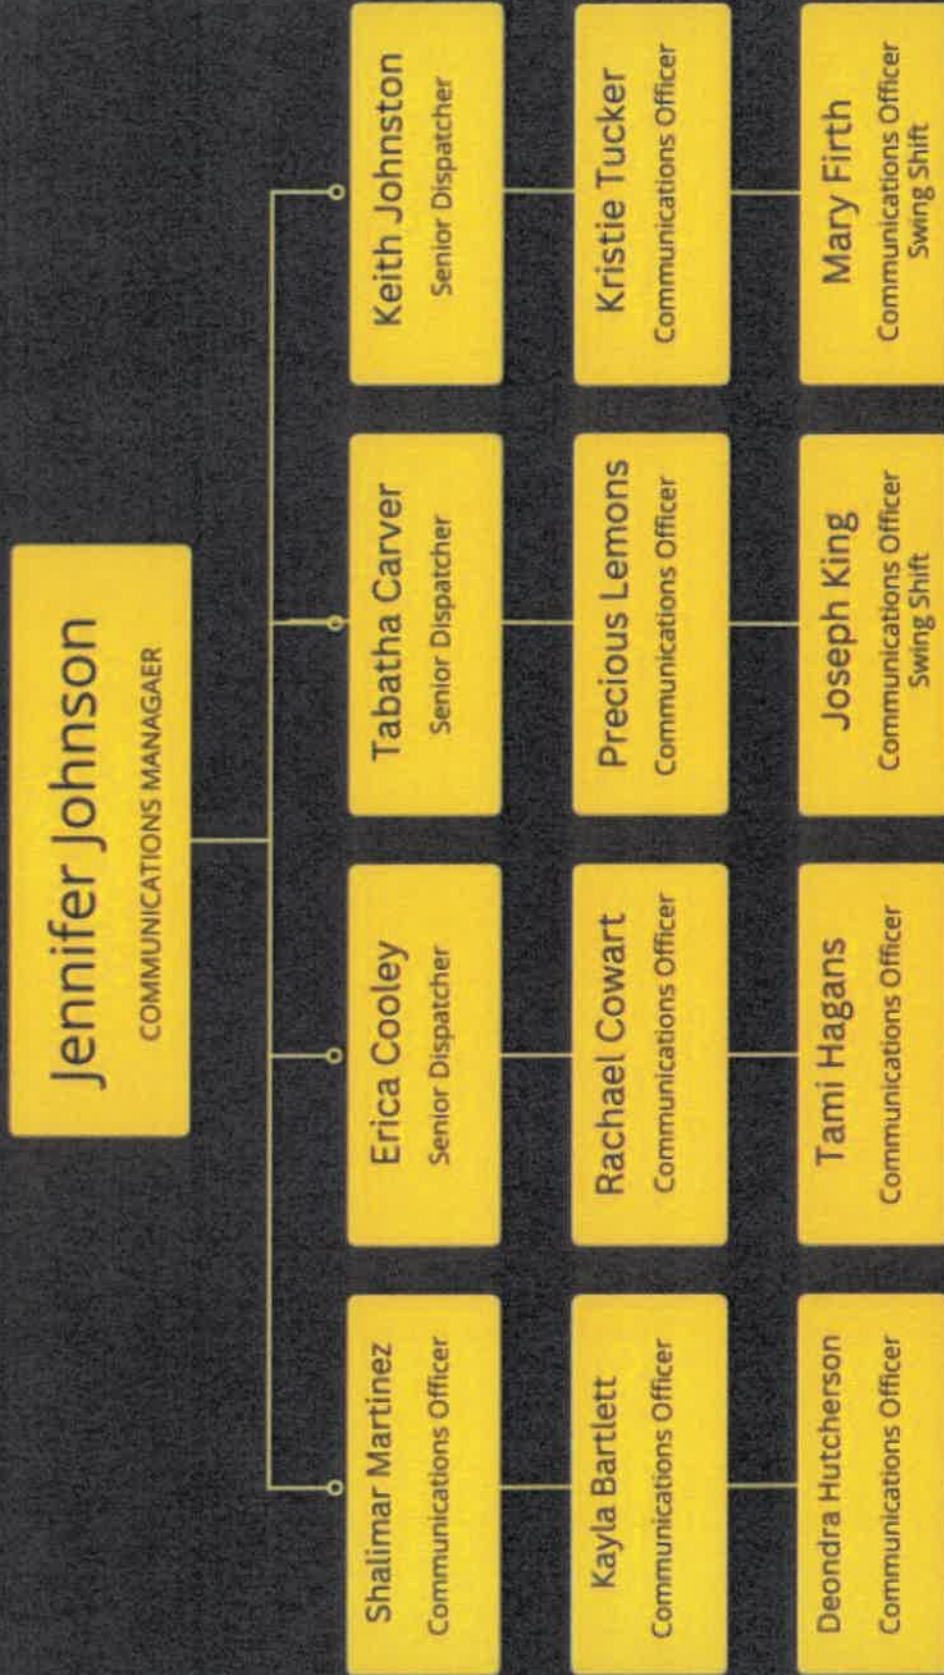 Jennifer Johnson
COMMUNICATIONS MANAGAER
Shalimar Martinez
Communications Officer
Erica Cooley
Senior Dispatcher
Tabatha Carver
Senior Dispatcher
Keith Johnston
Senior Dispatcher
Kayla Bartlett
Communications Officer
Rachael Cowart
Communications Officer
Precious Lemons
Communications Officer
Kristie Tucker
Communications Officer
Deondra Hutcherson
Communications Officer
Tami Hagans
Communications Officer
Joseph King
Communications Officer
Swing Shift
Mary Firth
Communications Officer
Swing Shift